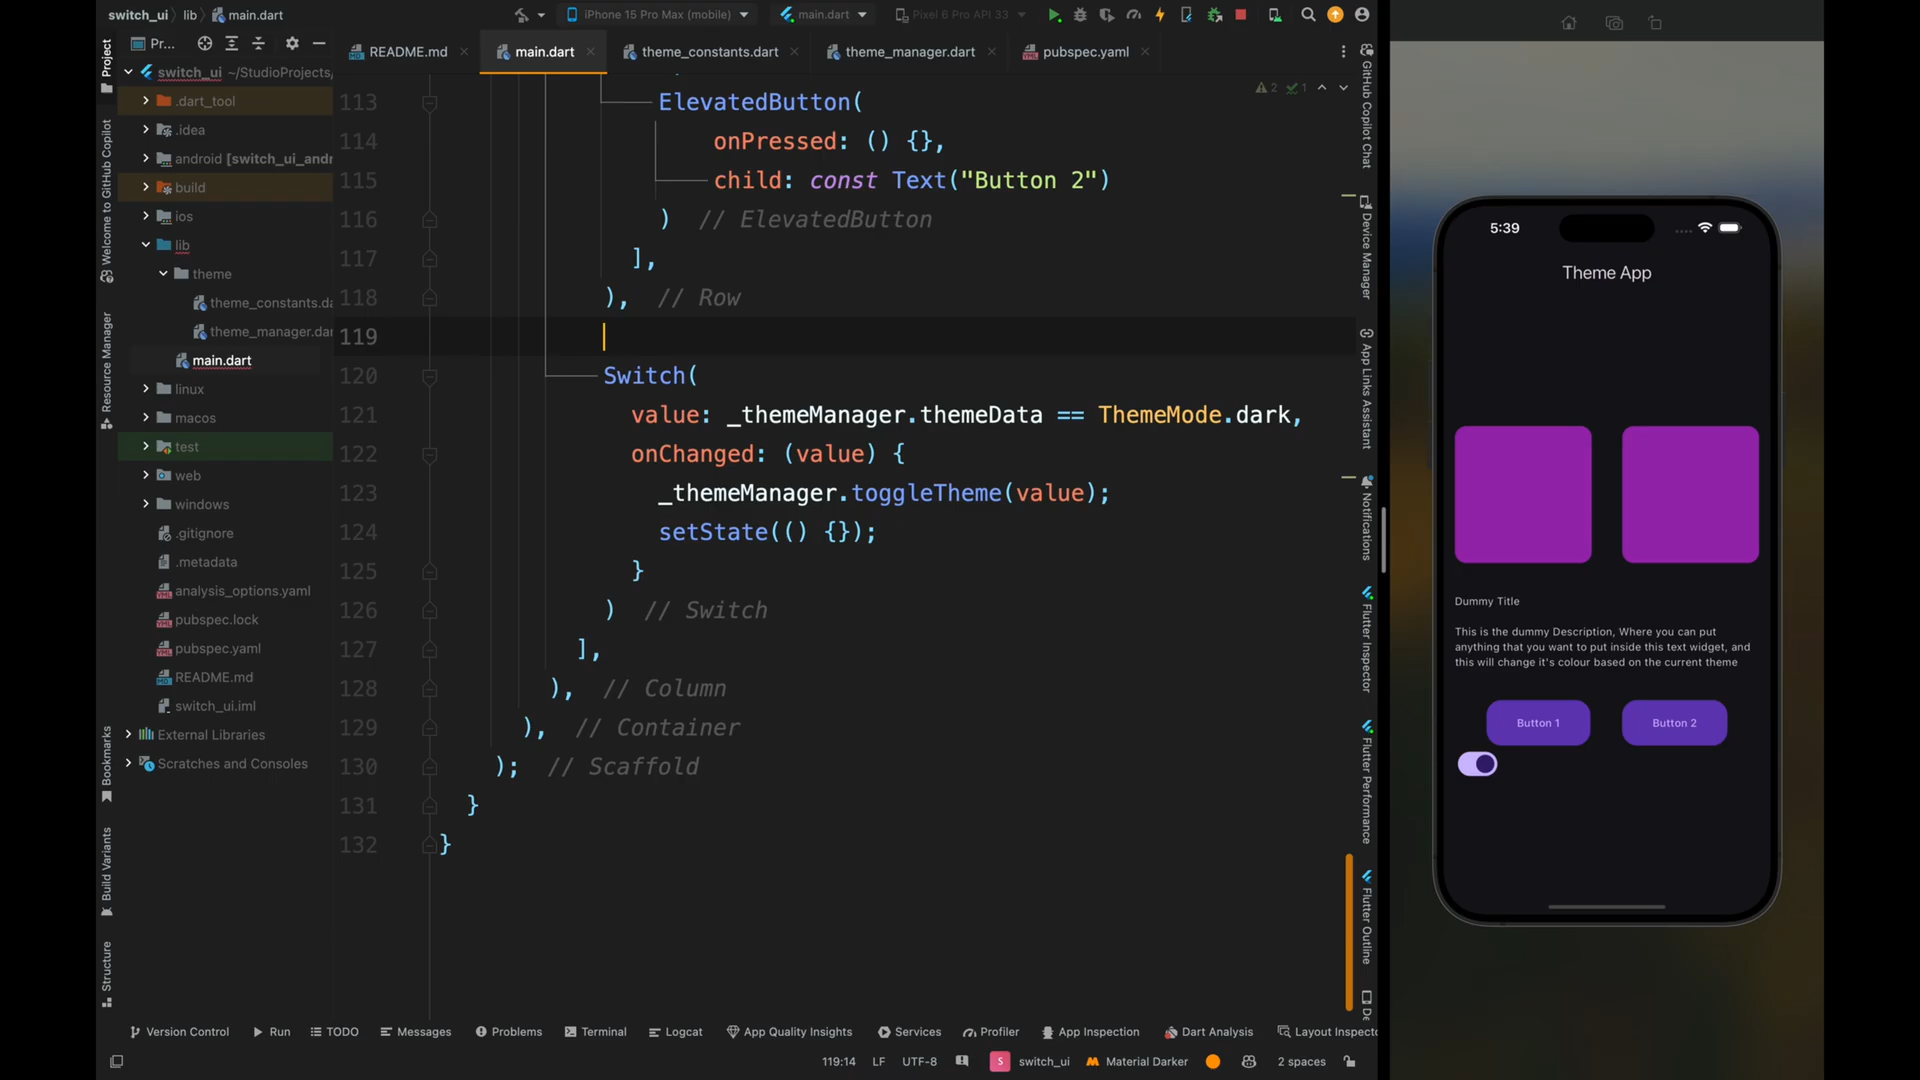 switch_ui lib main.dart
iPhone 15 Pro Max (mobile) main.dart Pixel 6 Pro API 33
Pr... README.md main.dart theme_constants.dart theme_manager.dart pubspec.yaml
Project
Welcome to GitHub Copilot
Resource Manager
Bookmarks
Build Variants
Structure
switch_ui ~/StudioProjects/
.dart_tool
.idea
android [switch_ui_andr
build
ios
lib
theme
theme_constants.da
theme_manager.dar
main.dart
linux
macos
test
web
windows
.gitignore
.metadata
analysis_options.yaml
pubspec.lock
pubspec.yaml
README.md
switch_ui.iml
External Libraries
Scratches and Consoles
2 1
113 ElevatedButton(
114 onPressed: () {},
115 child: const Text("Button 2")
116 ) // ElevatedButton
117 ],
118 ), // Row
119
120 Switch(
121 value: _themeManager.themeData == ThemeMode.dark,
122 onChanged: (value) {
123 _themeManager.toggleTheme(value);
124 setState(() {});
125 }
126 ) // Switch
127 ],
128 ), // Column
129 ), // Container
130 ); // Scaffold
131 }
132 }
GitHub Copilot Chat
Device Manager
App Links Assistant
Notifications
Flutter Inspector
Flutter Performance
Flutter Outline
De
5:39
Theme App
Dummy Title
This is the dummy Description, Where you can put
anything that you want to put inside this text widget, and
this will change it's colour based on the current theme
Button 1 Button 2
Version Control Run TODO Messages Problems Terminal Logcat App Quality Insights Services Profiler App Inspection Dart Analysis Layout Inspecto
119:14 LF UTF-8 S switch_ui Material Darker 2 spaces